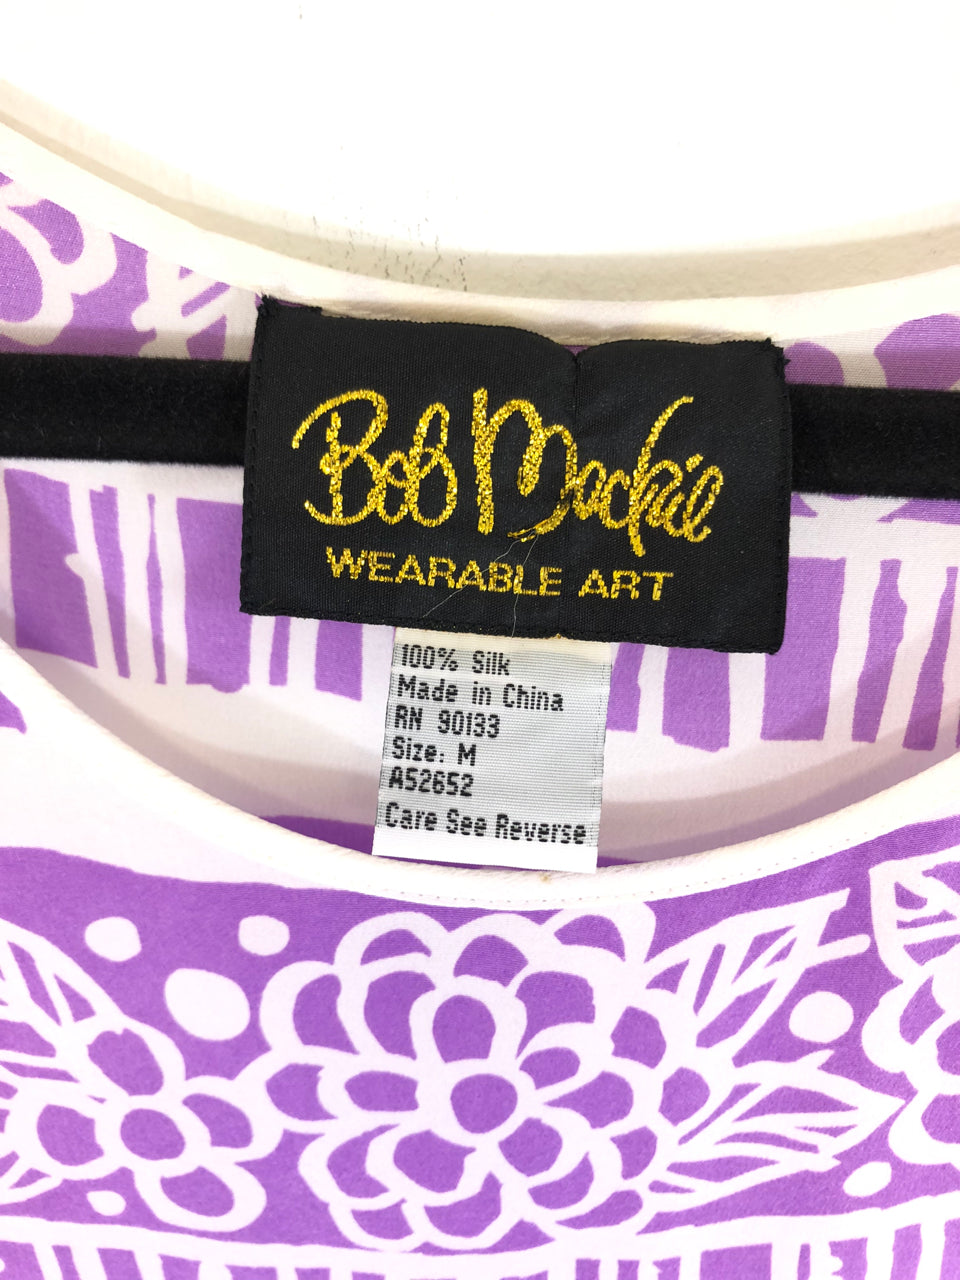 Bob Mackie
WEARABLE ART
100% Silk
Made in China
RN 90133
Size: M
A52652
Care See Reverse